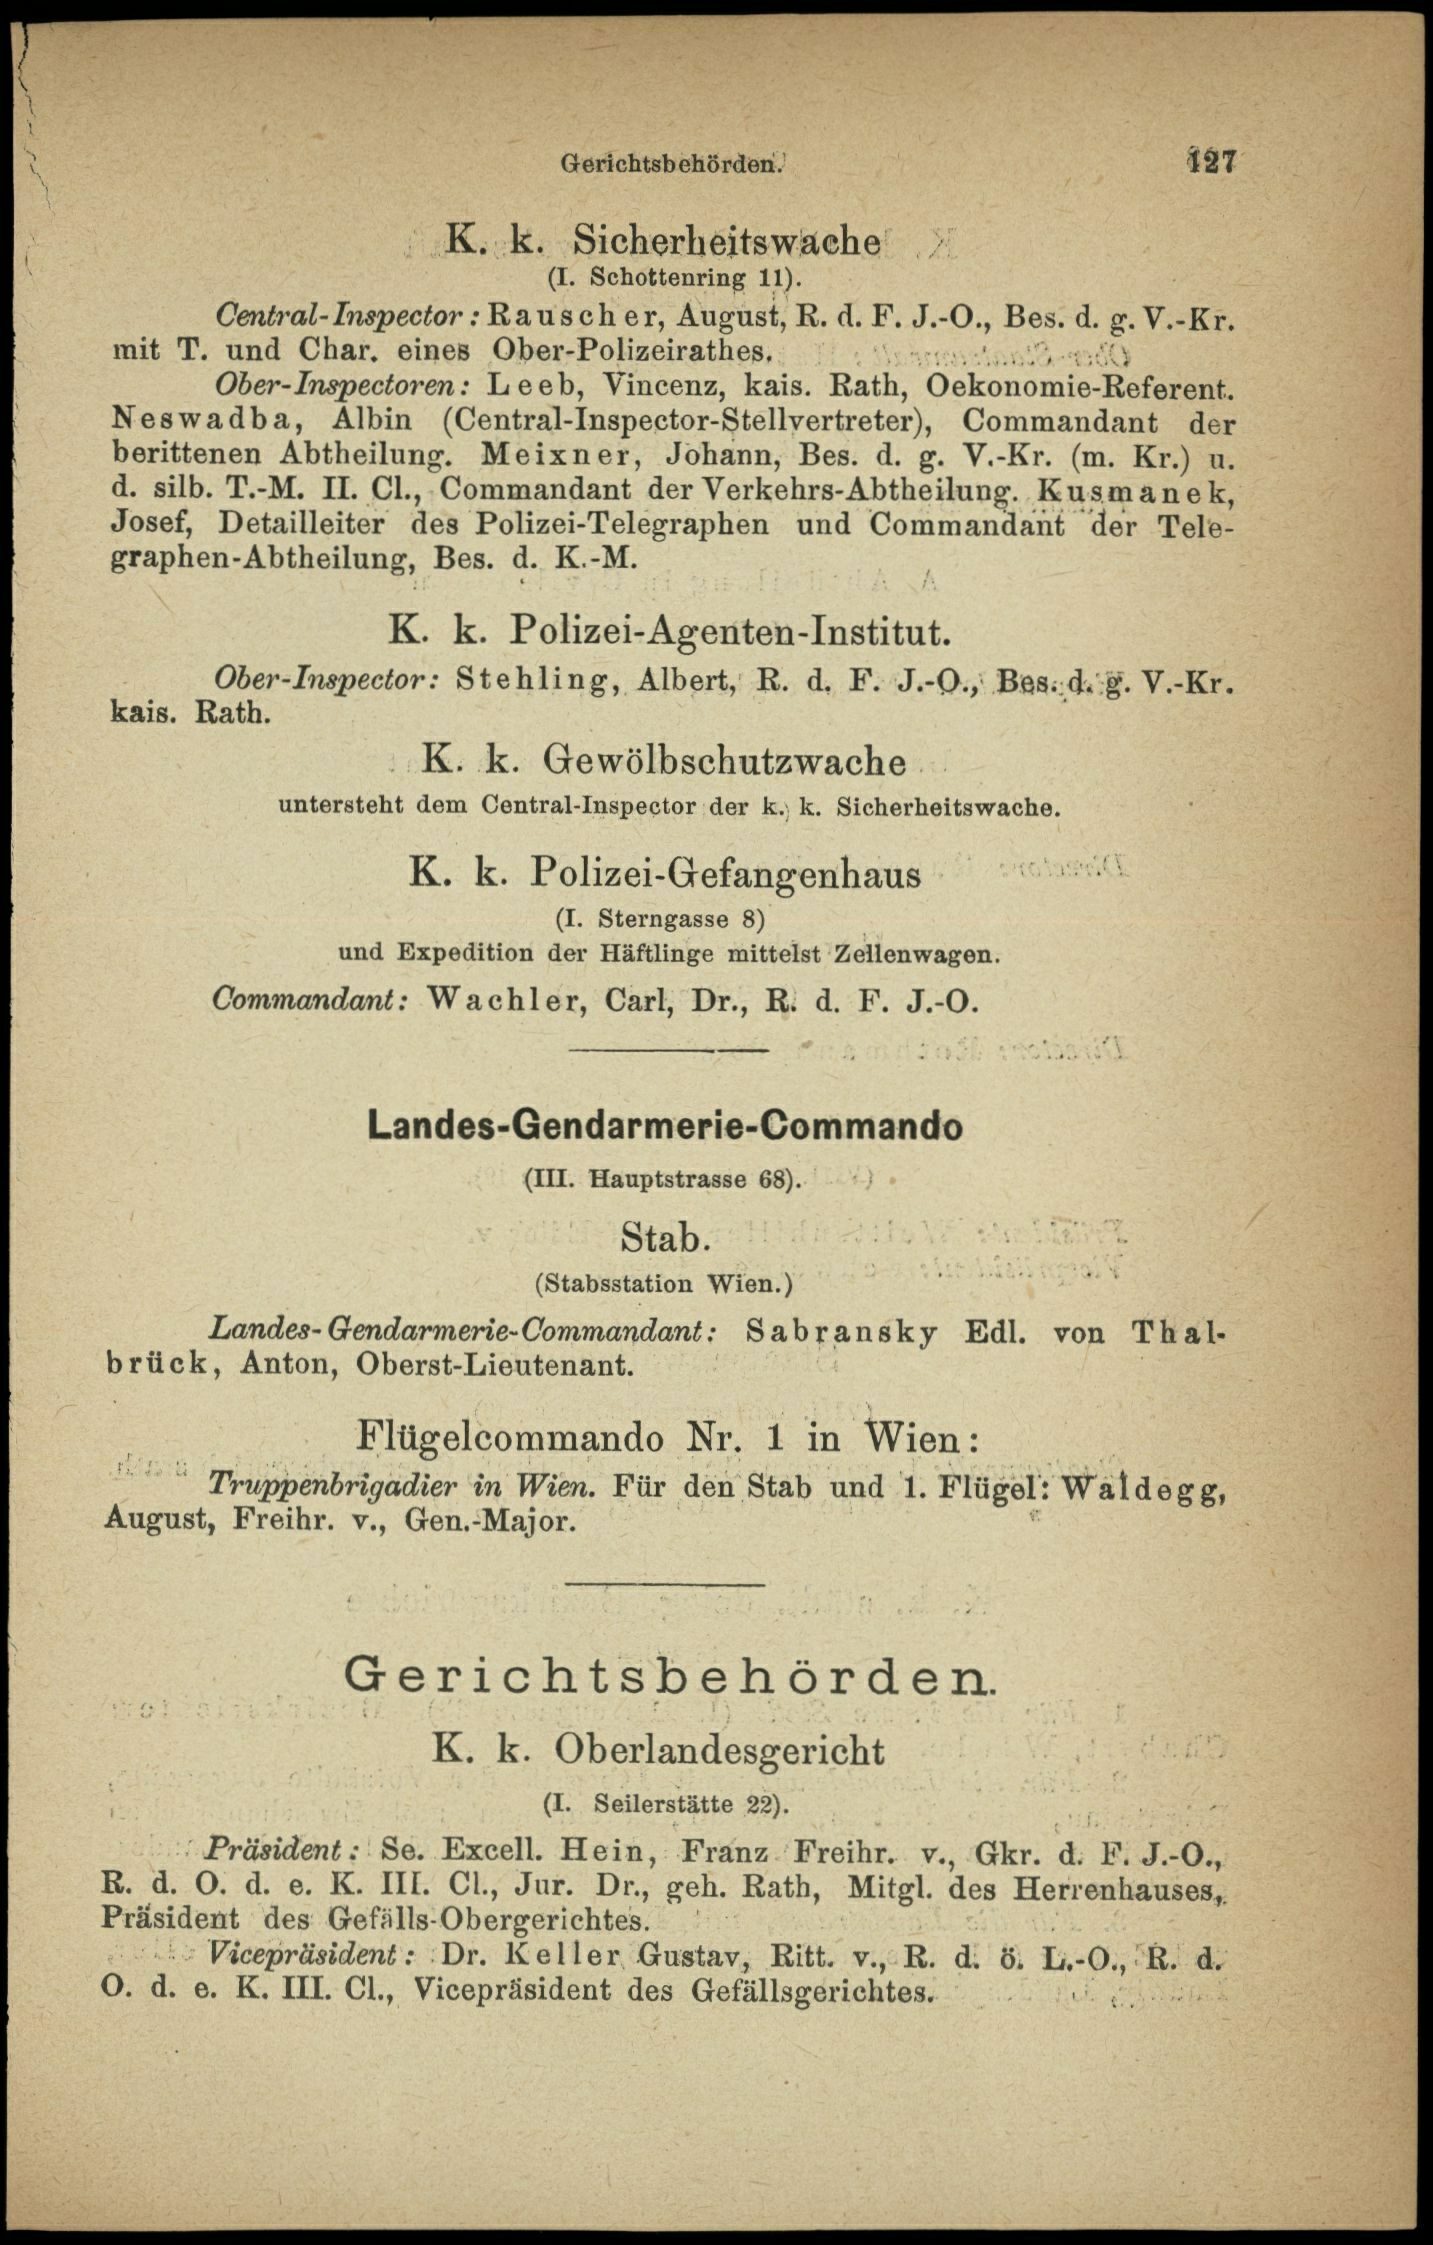 Gerichtsbehörden. 127
K. k. Sicherheitswache
(I. Schottenring 11).
Central-Inspector: Rauscher, August, R. d. F. J.-O., Bes. d. g. V.-Kr.
mit T. und Char. eines Ober-Polizeirathes.
Ober-Inspectoren: Leeb, Vincenz, kais. Rath, Oekonomie-Referent.
Neswadba, Albin (Central-Inspector-Stellvertreter), Commandant der
berittenen Abtheilung. Meixner, Johann, Bes. d. g. V.-Kr. (m. Kr.) u.
d. silb. T.-M. II. Cl., Commandant der Verkehrs-Abtheilung. Kusmanek,
Josef, Detailleiter des Polizei-Telegraphen und Commandant der Tele-
graphen-Abtheilung, Bes. d. K.-M.
K. k. Polizei-Agenten-Institut.
Ober-Inspector: Stehling, Albert, R. d. F. J.-O., Bes. d. g. V.-Kr.
kais. Rath.
K. k. Gewölbschutzwache
untersteht dem Central-Inspector der k. k. Sicherheitswache.
K. k. Polizei-Gefangenhaus
(I. Sterngasse 8)
und Expedition der Häftlinge mittelst Zellenwagen.
Commandant: Wachler, Carl, Dr., R. d. F. J.-O.
Landes-Gendarmerie-Commando
(III. Hauptstrasse 68).
Stab.
(Stabsstation Wien.)
Landes-Gendarmerie-Commandant: Sabransky Edl. von Thal-
brück, Anton, Oberst-Lieutenant.
Flügelcommando Nr. 1 in Wien:
Truppenbrigadier in Wien. Für den Stab und 1. Flügel: Waldegg,
August, Freihr. v., Gen.-Major.
Gerichtsbehörden.
K. k. Oberlandesgericht
(I. Seilerstätte 22).
Präsident: Se. Excell. Hein, Franz Freihr. v., Gkr. d. F. J.-O.,
R. d. O. d. e. K. III. Cl., Jur. Dr., geh. Rath, Mitgl. des Herrenhauses,
Präsident des Gefälls-Obergerichtes.
Vicepräsident: Dr. Keller Gustav, Ritt. v., R. d. ö. L.-O., R. d.
O. d. e. K. III. Cl., Vicepräsident des Gefällsgerichtes.